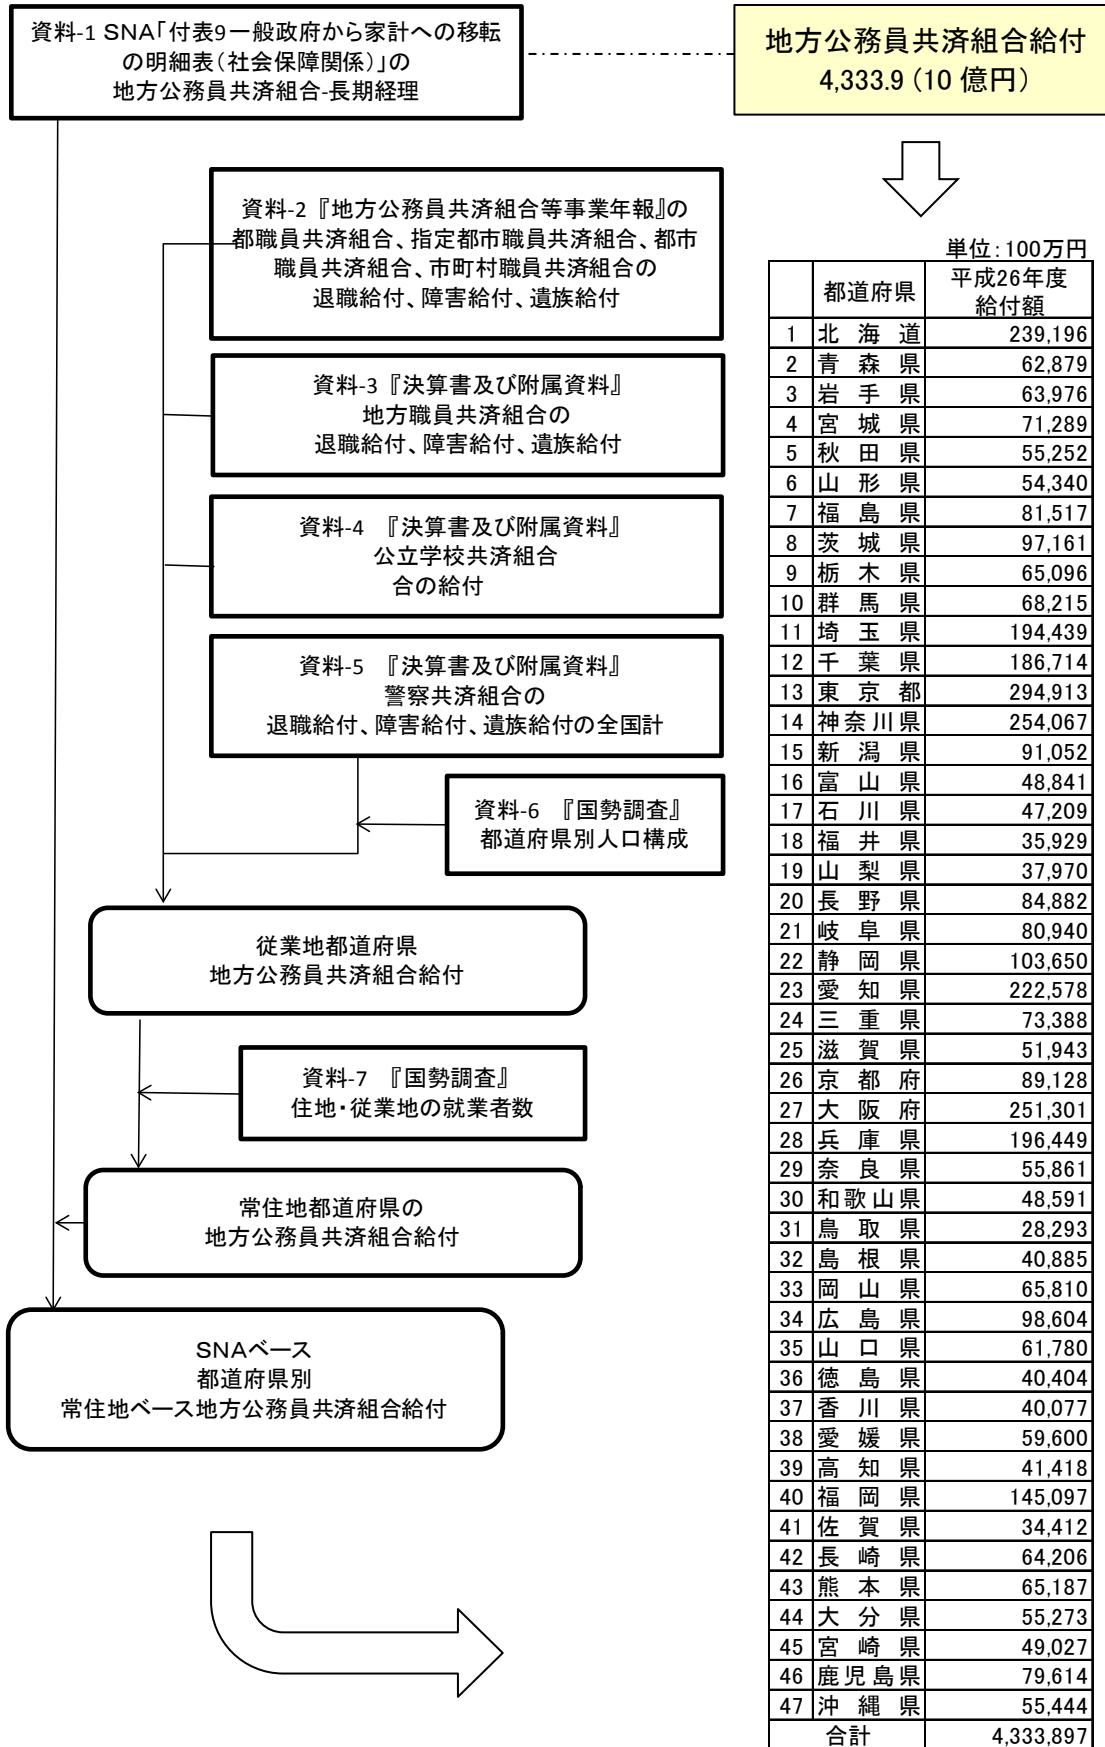 資料-1 SNA「付表9一般政府から家計への移転
の明細表(社会保障関係)」の
地方公務員共済組合-長期経理
地方公務員共済組合給付
4,333.9(10 億円)
資料-2 『地方公務員共済組合等事業年報』の
都職員共済組合、指定都市職員共済組合、都市
職員共済組合、市町村職員共済組合の
退職給付、障害給付、遺族給付
資料-3 『決算書及び附属資料』
地方職員共済組合の
退職給付、障害給付、遺族給付
資料-4 『決算書及び附属資料』
公立学校共済組合
合の給付
資料-5 『決算書及び附属資料』
警察共済組合の
退職給付、障害給付、遺族給付の全国計
資料-6 『国勢調査』
都道府県別人口構成
従業地都道府県
地方公務員共済組合給付
資料-7 『国勢調査』
住地・従業地の就業者数
常住地都道府県の
地方公務員共済組合給付
SNAベース
都道府県別
常住地ベース地方公務員共済組合給付
単位:100万円
都道府県 平成26年度
給付額
1 北海道 239,196
2 青森県 62,879
3 岩手県 63,976
4 宮城県 71,289
5 秋田県 55,252
6 山形県 54,340
7 福島県 81,517
8 茨城県 97,161
9 栃木県 65,096
10 群馬県 68,215
11 埼玉県 194,439
12 千葉県 186,714
13 東京都 294,913
14 神奈川県 254,067
15 新潟県 91,052
16 富山県 48,841
17 石川県 47,209
18 福井県 35,929
19 山梨県 37,970
20 長野県 84,882
21 岐阜県 80,940
22 静岡県 103,650
23 愛知県 222,578
24 三重県 73,388
25 滋賀県 51,943
26 京都府 89,128
27 大阪府 251,301
28 兵庫県 196,449
29 奈良県 55,861
30 和歌山県 48,591
31 鳥取県 28,293
32 島根県 40,885
33 岡山県 65,810
34 広島県 98,604
35 山口県 61,780
36 徳島県 40,404
37 香川県 40,077
38 愛媛県 59,600
39 高知県 41,418
40 福岡県 145,097
41 佐賀県 34,412
42 長崎県 64,206
43 熊本県 65,187
44 大分県 55,273
45 宮崎県 49,027
46 鹿児島県 79,614
47 沖縄県 55,444
合計 4,333,897